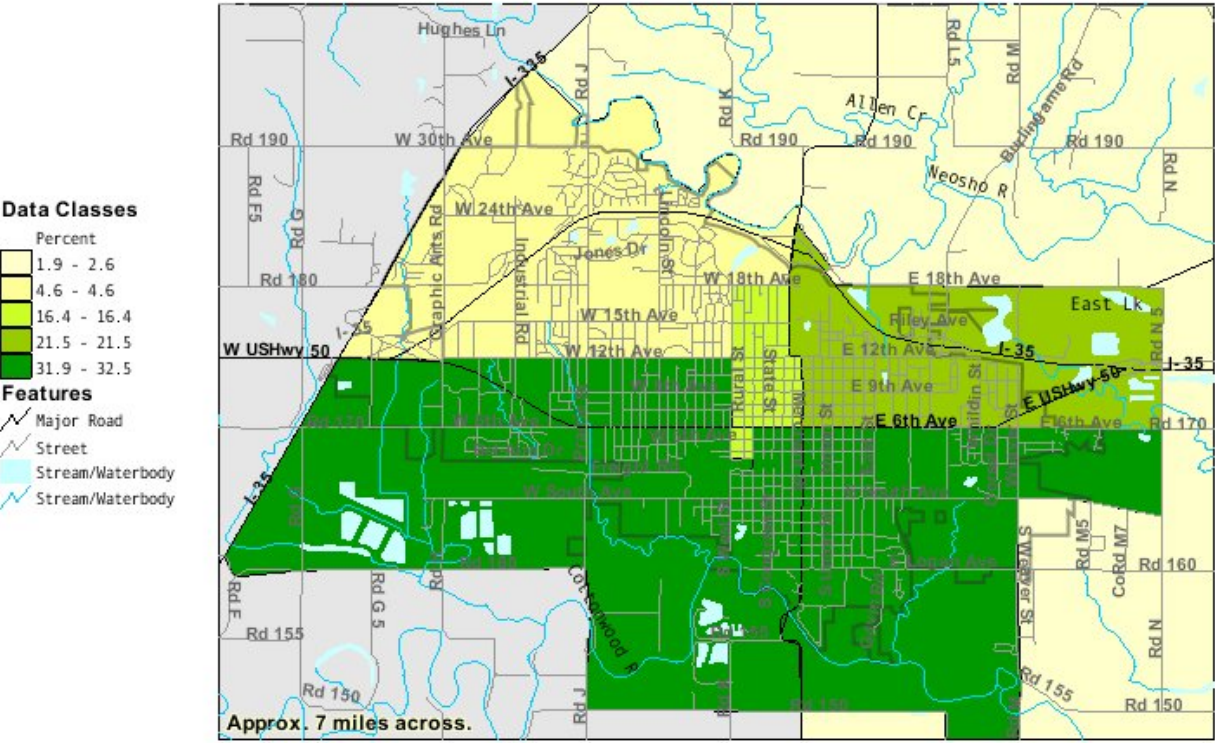 Data Classes
Percent
1.9 - 2.6
4.6 - 4.6
16.4 - 16.4
21.5 - 21.5
31.9 - 32.5
Features
Major Road
Street
Stream/Waterbody
Stream/Waterbody
Hughes Ln
I-335
Rd J
Rd L5
Rd W
Burlingame Rd
Rd K
Allen Cr
Rd 190
W 30th Ave
Rd 190
Rd 190
Rd 190
Rd F5
Rd G
Neosho R
Rd N
W 24th Ave
Lincoln St
Graphic Arts Rd
Industrial Rd
Jones Dr
Rd 180
W 18th Ave
E 18th Ave
East Lk
I-35
W 15th Ave
Riley Ave
Rd N 5
W USHwy 50
W 12th Ave
Rural St
State St
E 12th Ave
I-35
I-35
E 9th Ave
E USHwy 50
E 6th Ave
E 6th Ave
Rd 170
Rd 170
I-35
W South Ave
S Weaver St
Rd M5
CoRd M7
E Logan Ave
Rd 160
Rd F
Rd G 5
Cottonwood R
Rd 155
Rd N
Rd 150
Rd J
Rd 155
Rd 150
Rd 150
Approx. 7 miles across.